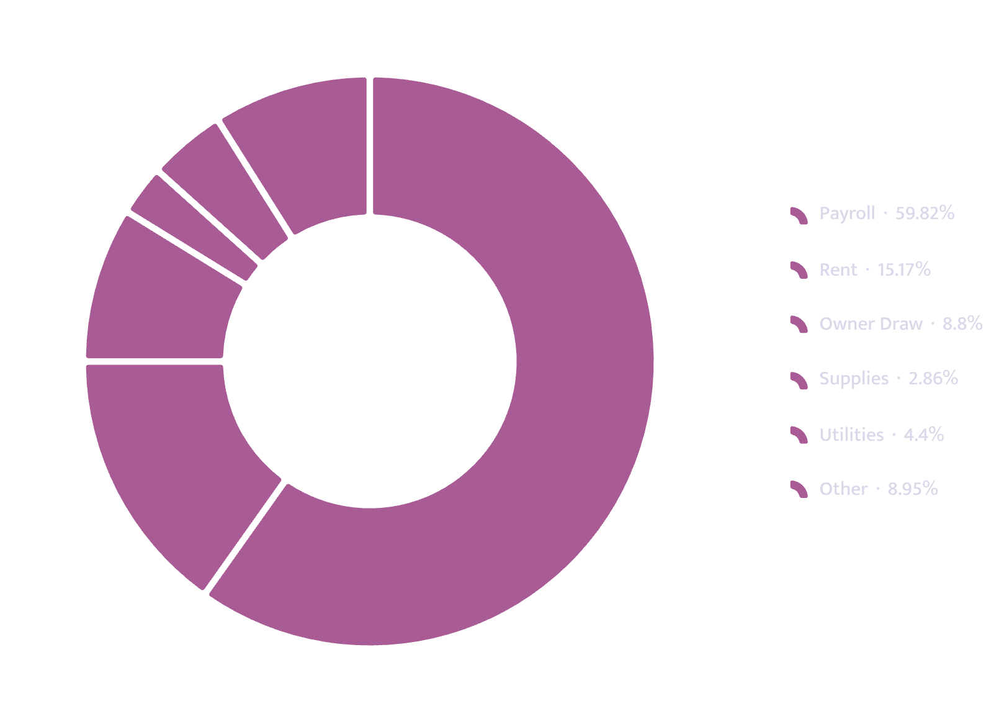 Payroll · 59.82%
Rent · 15.17%
Owner Draw · 8.8%
Supplies · 2.86%
Utilities · 4.4%
Other · 8.95%